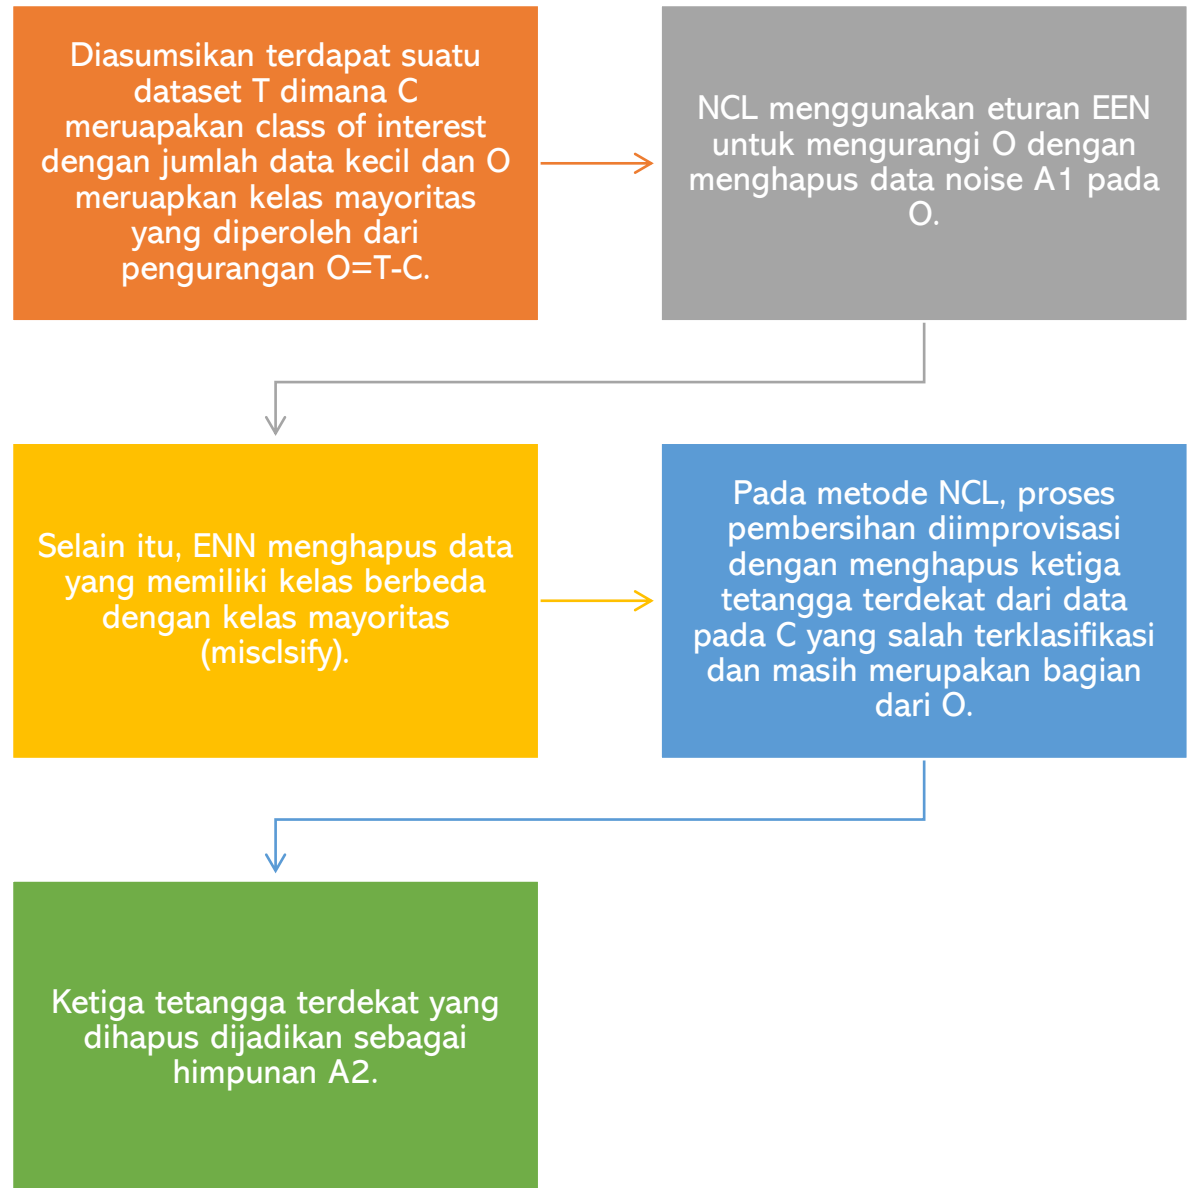 Diasumsikan terdapat suatu
dataset T dimana C
meruapakan class of interest
dengan jumlah data kecil dan O
meruapkan kelas mayoritas
yang diperoleh dari
pengurangan O=T-C.
NCL menggunakan eturan EEN
untuk mengurangi O dengan
menghapus data noise A1 pada
O.
Selain itu, ENN menghapus data
yang memiliki kelas berbeda
dengan kelas mayoritas
(misclsify).
Pada metode NCL, proses
pembersihan diimprovisasi
dengan menghapus ketiga
tetangga terdekat dari data
pada C yang salah terklasifikasi
dan masih merupakan bagian
dari O.
Ketiga tetangga terdekat yang
dihapus dijadikan sebagai
himpunan A2.